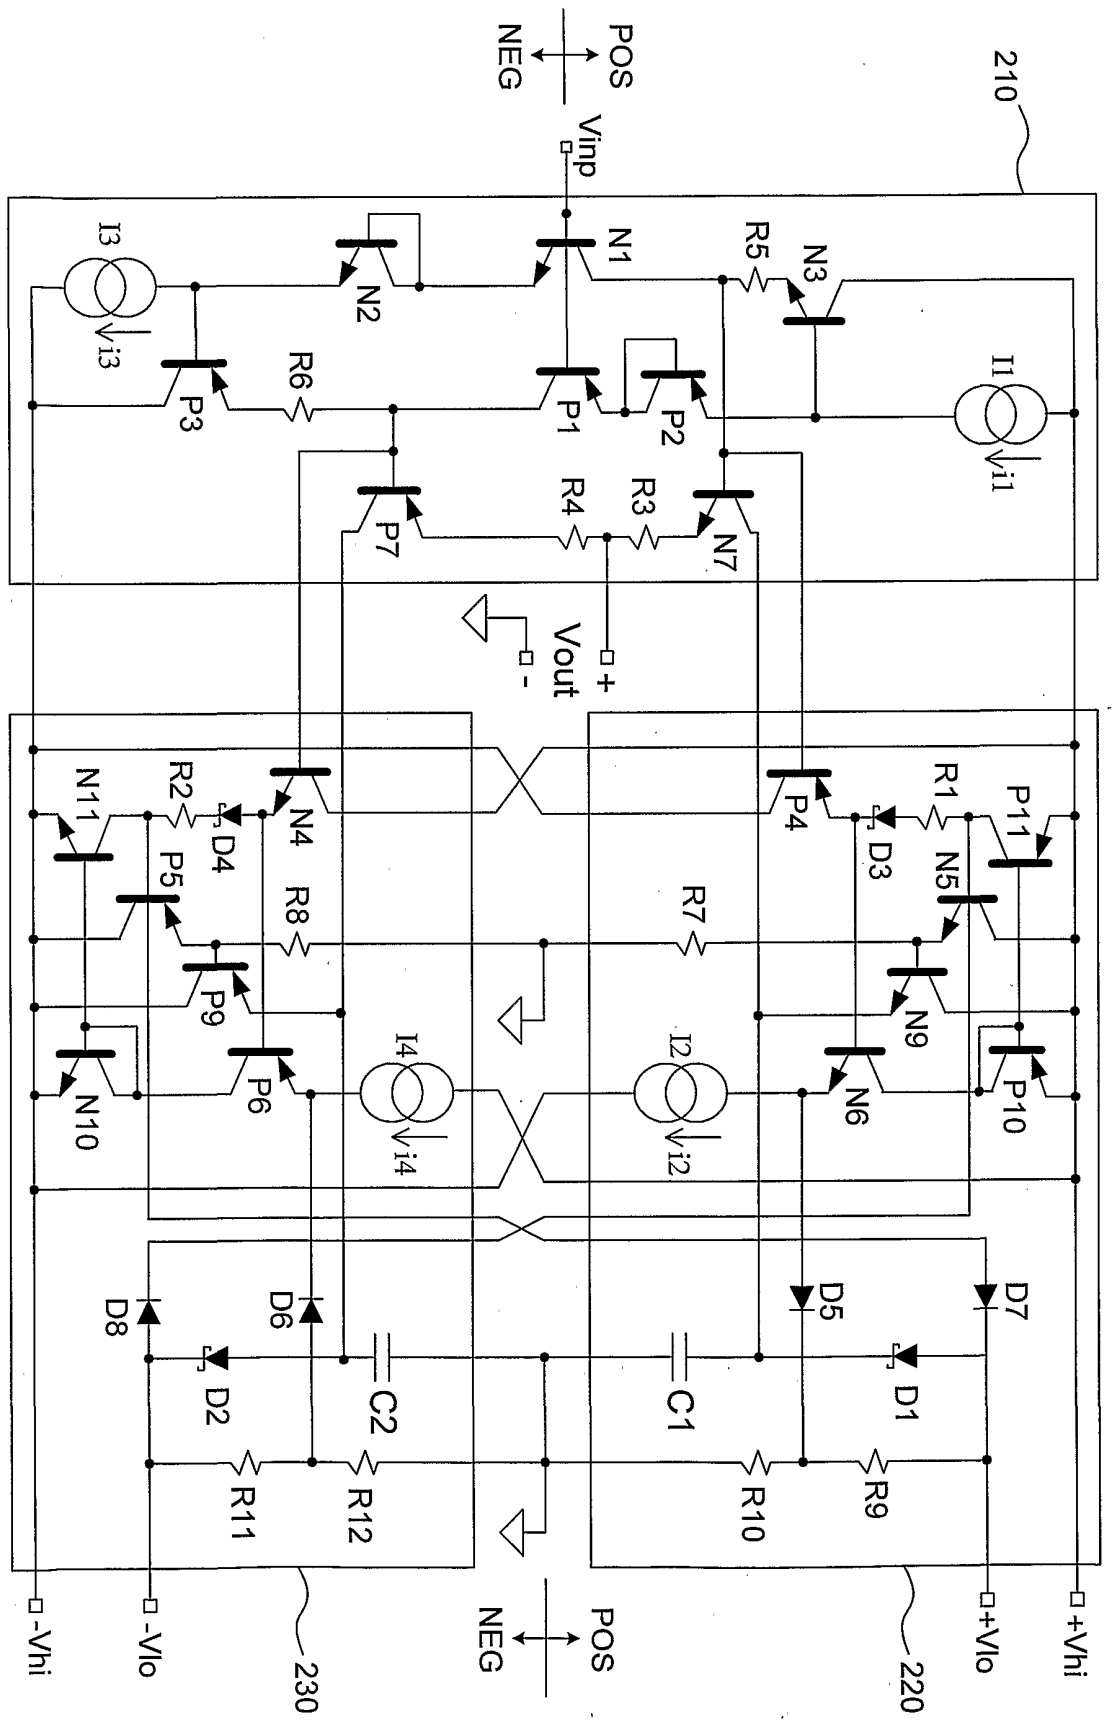 210
POS
NEG
Vinp
I3
i3
N2
N1
R5
N3
I1
i1
P3
R6
P1
P2
P7
R4
R3
N7
Vout
+
-
N11
R2
D4
N4
P4
D3
R1
P11
P5
R8
R7
N5
P9
N9
N10
P6
I4
i4
I2
i2
N6
P10
D8
D6
D5
D7
D2
C2
C1
D1
R11
R12
R10
R9
POS
NEG
230
220
-Vhi
-Vlo
+Vlo
+Vhi